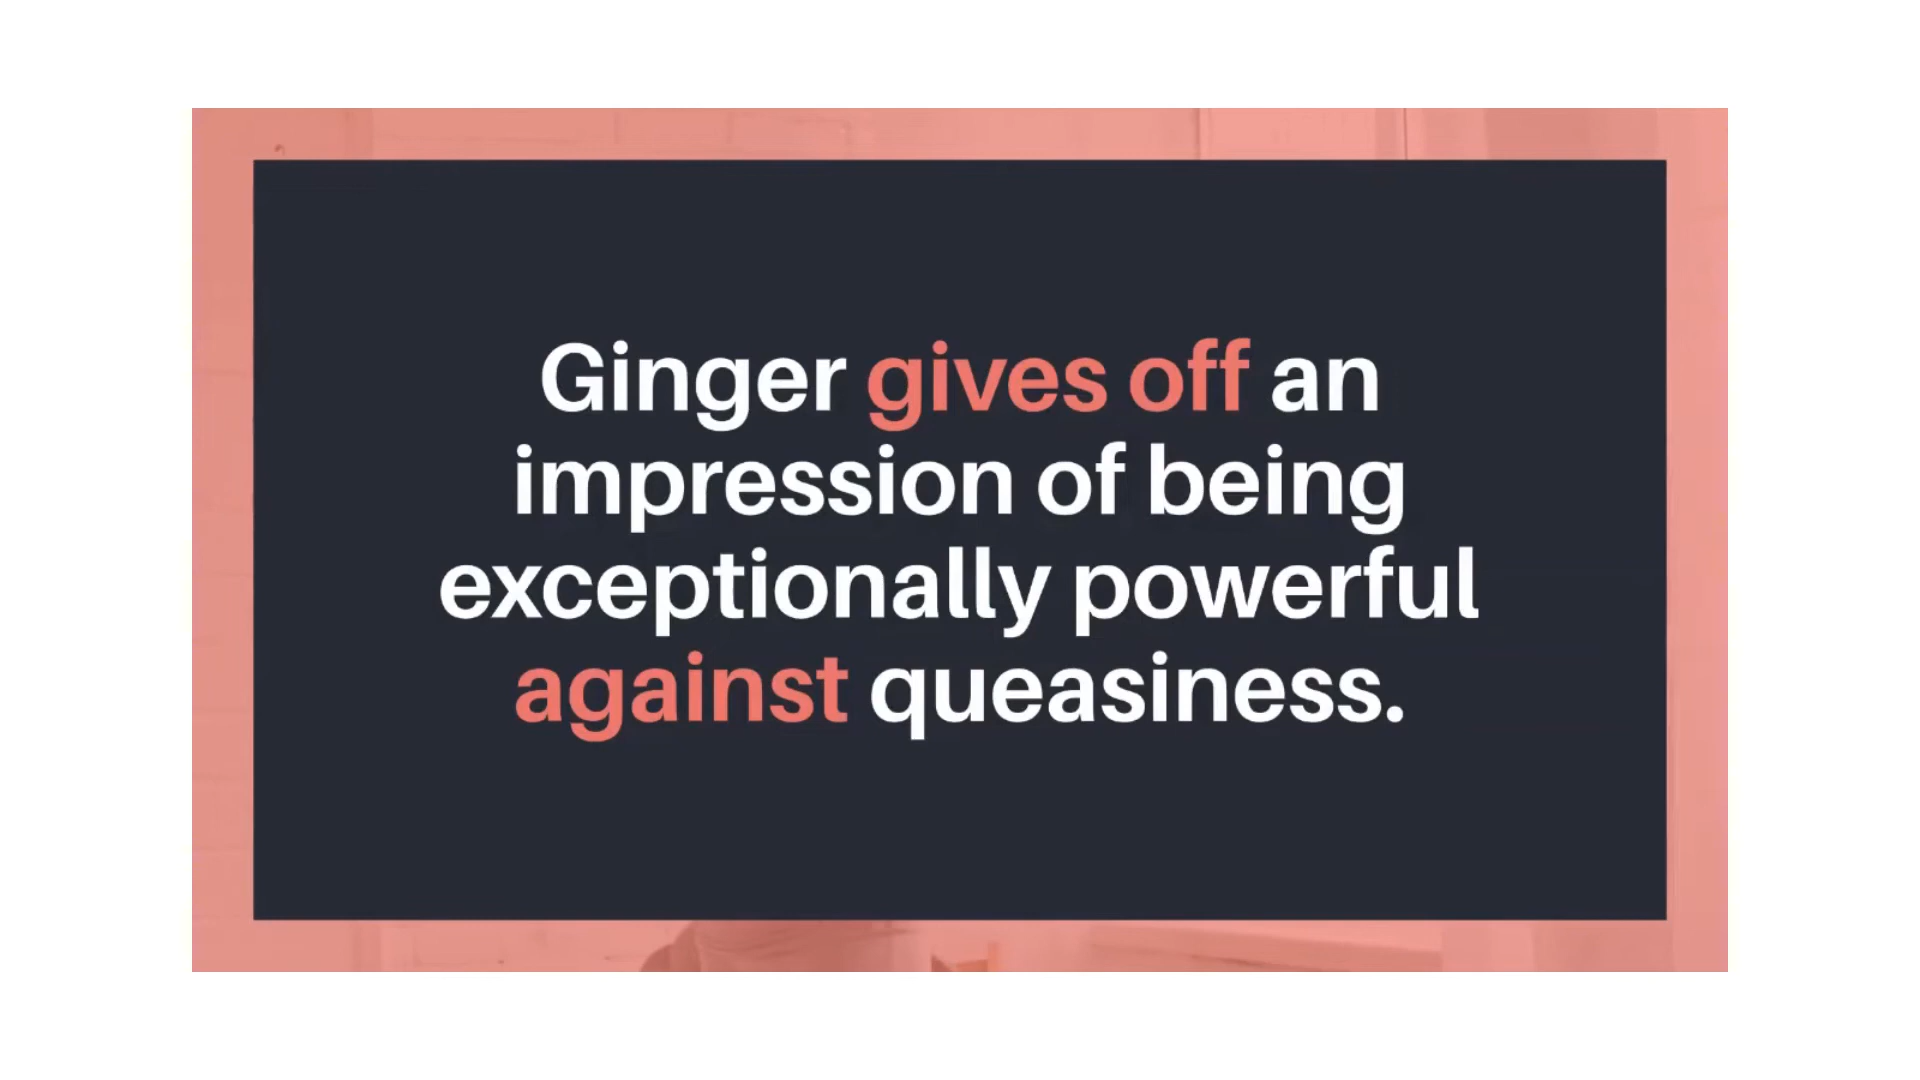 Ginger gives off an
impression of being
exceptionally powerful
against queasiness.